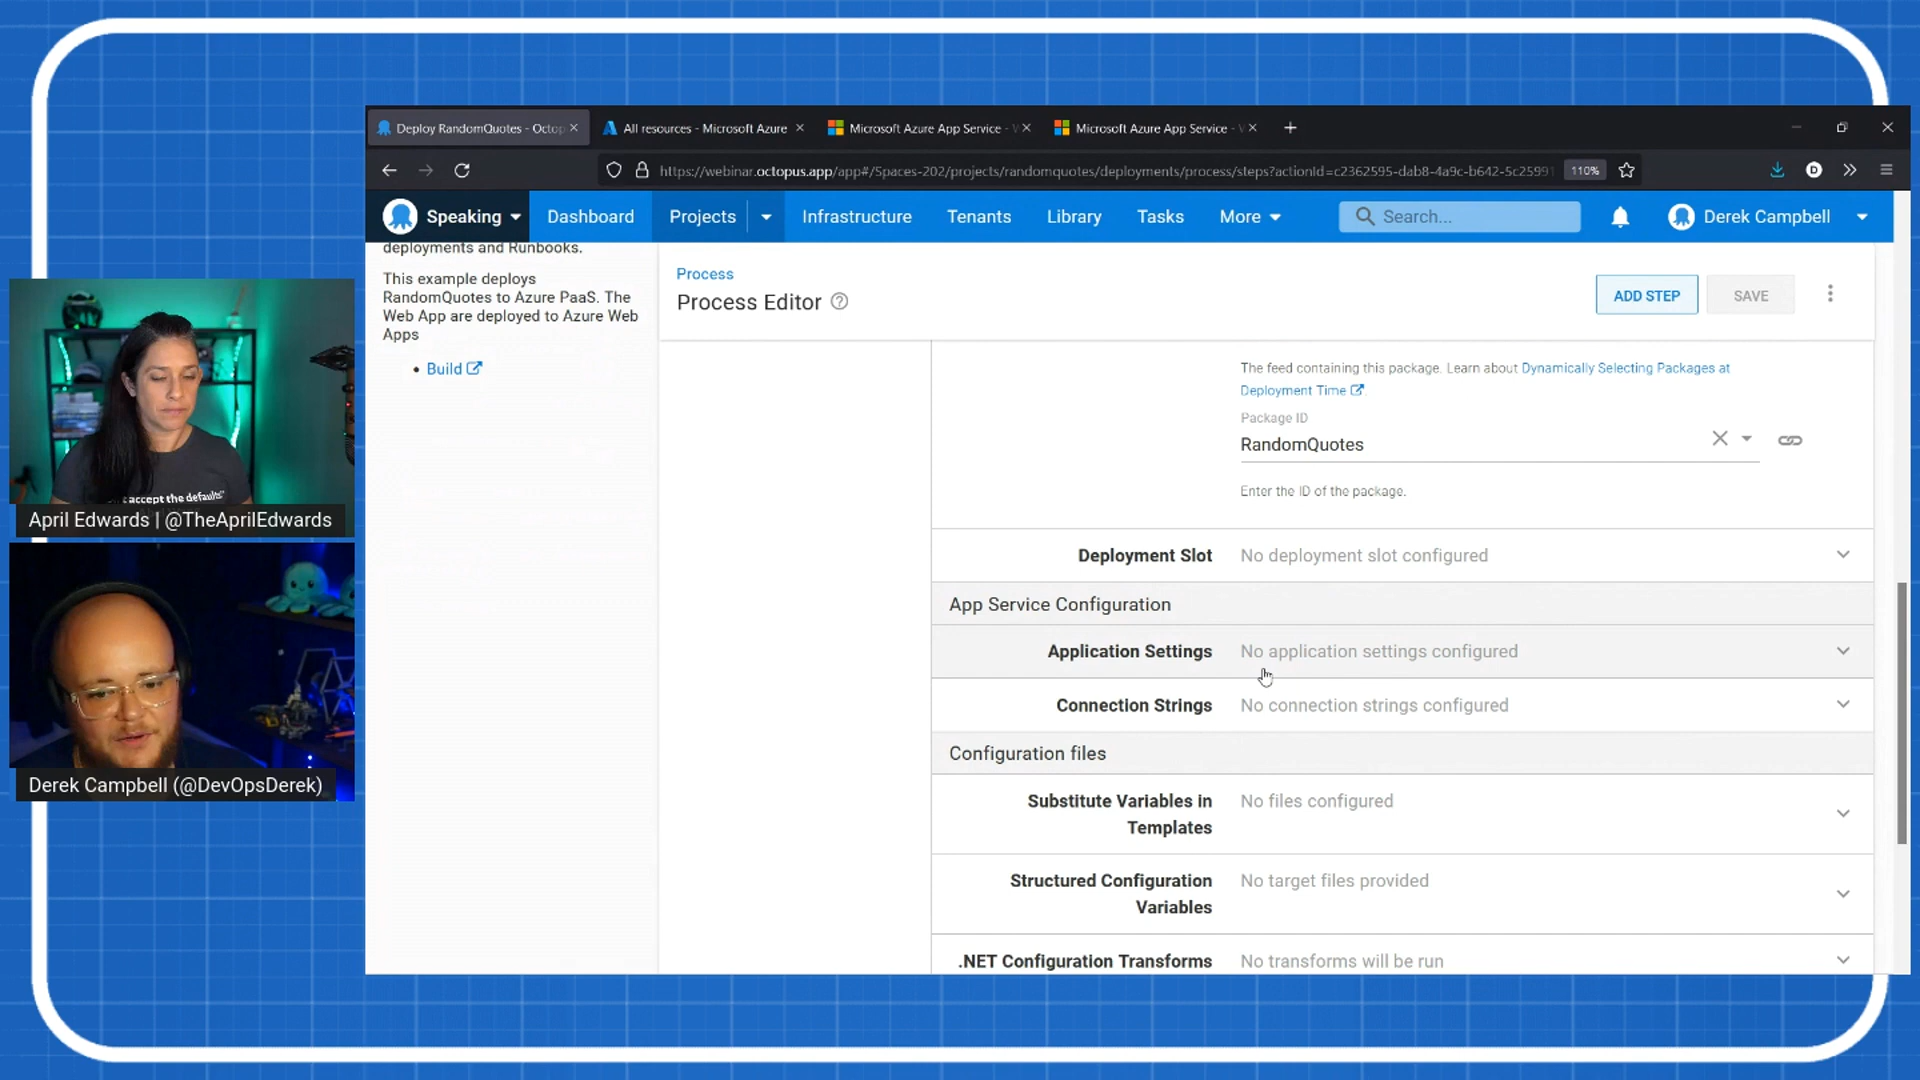 Deploy RandomQuotes - Octop
All resources - Microsoft Azure
Microsoft Azure App Service - V
Microsoft Azure App Service - V
https://webinar.octopus.app/app#/Spaces-202/projects/randomquotes/deployments/process/steps?actionId=c2362595-dab8-4a9c-b642-5c25991
110%
D
Speaking
Dashboard
Projects
Infrastructure
Tenants
Library
Tasks
More
Search...
Derek Campbell
deployments and Runbooks.
This example deploys
RandomQuotes to Azure PaaS. The
Web App are deployed to Azure Web
Apps
• Build
Process
Process Editor
ADD STEP
SAVE
The feed containing this package. Learn about Dynamically Selecting Packages at
Deployment Time
Package ID
RandomQuotes
Enter the ID of the package.
Deployment Slot
No deployment slot configured
App Service Configuration
Application Settings
No application settings configured
Connection Strings
No connection strings configured
Configuration files
Substitute Variables in
Templates
No files configured
Structured Configuration
Variables
No target files provided
.NET Configuration Transforms
No transforms will be run
accept the defaults"
April Edwards | @TheAprilEdwards
Derek Campbell (@DevOpsDerek)